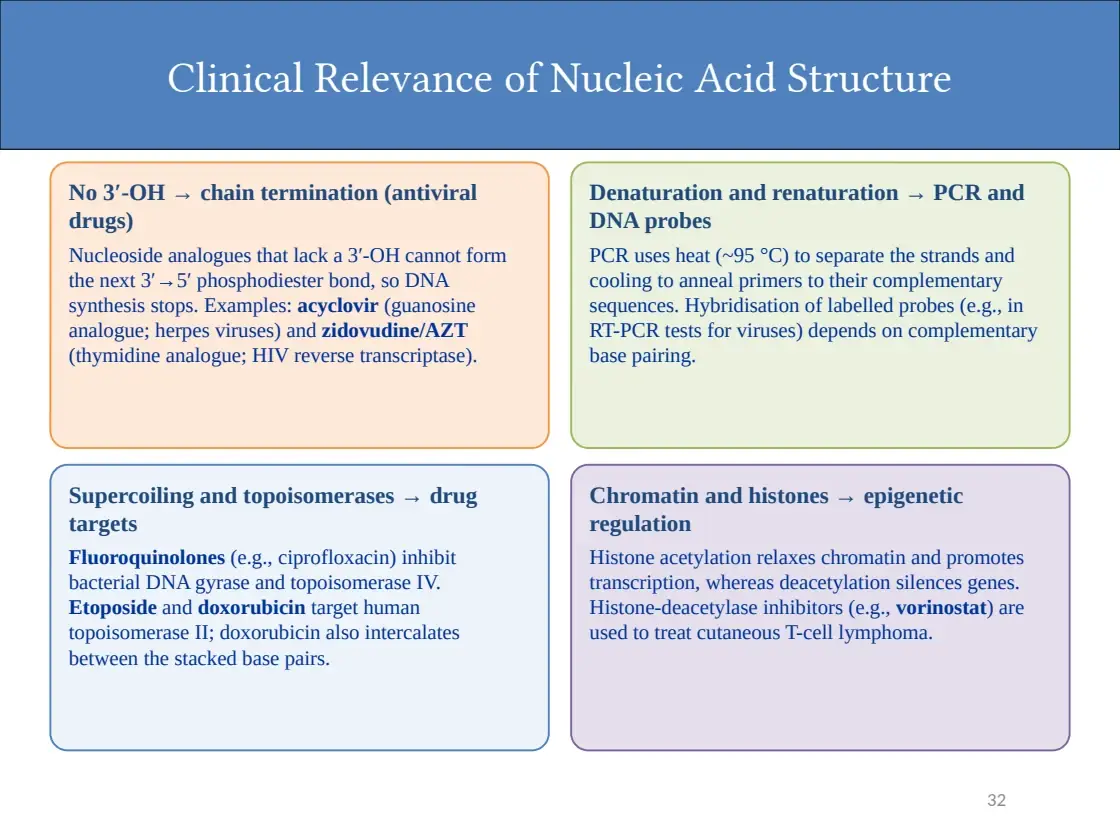 Clinical Relevance of Nucleic Acid Structure
No 3′-OH → chain termination (antiviral
drugs)
Nucleoside analogues that lack a 3′-OH cannot form
the next 3′→5′ phosphodiester bond, so DNA
synthesis stops. Examples: acyclovir (guanosine
analogue; herpes viruses) and zidovudine/AZT
(thymidine analogue; HIV reverse transcriptase).
Denaturation and renaturation → PCR and
DNA probes
PCR uses heat (~95 °C) to separate the strands and
cooling to anneal primers to their complementary
sequences. Hybridisation of labelled probes (e.g., in
RT-PCR tests for viruses) depends on complementary
base pairing.
Supercoiling and topoisomerases → drug
targets
Fluoroquinolones (e.g., ciprofloxacin) inhibit
bacterial DNA gyrase and topoisomerase IV.
Etoposide and doxorubicin target human
topoisomerase II; doxorubicin also intercalates
between the stacked base pairs.
Chromatin and histones → epigenetic
regulation
Histone acetylation relaxes chromatin and promotes
transcription, whereas deacetylation silences genes.
Histone-deacetylase inhibitors (e.g., vorinostat) are
used to treat cutaneous T-cell lymphoma.
32